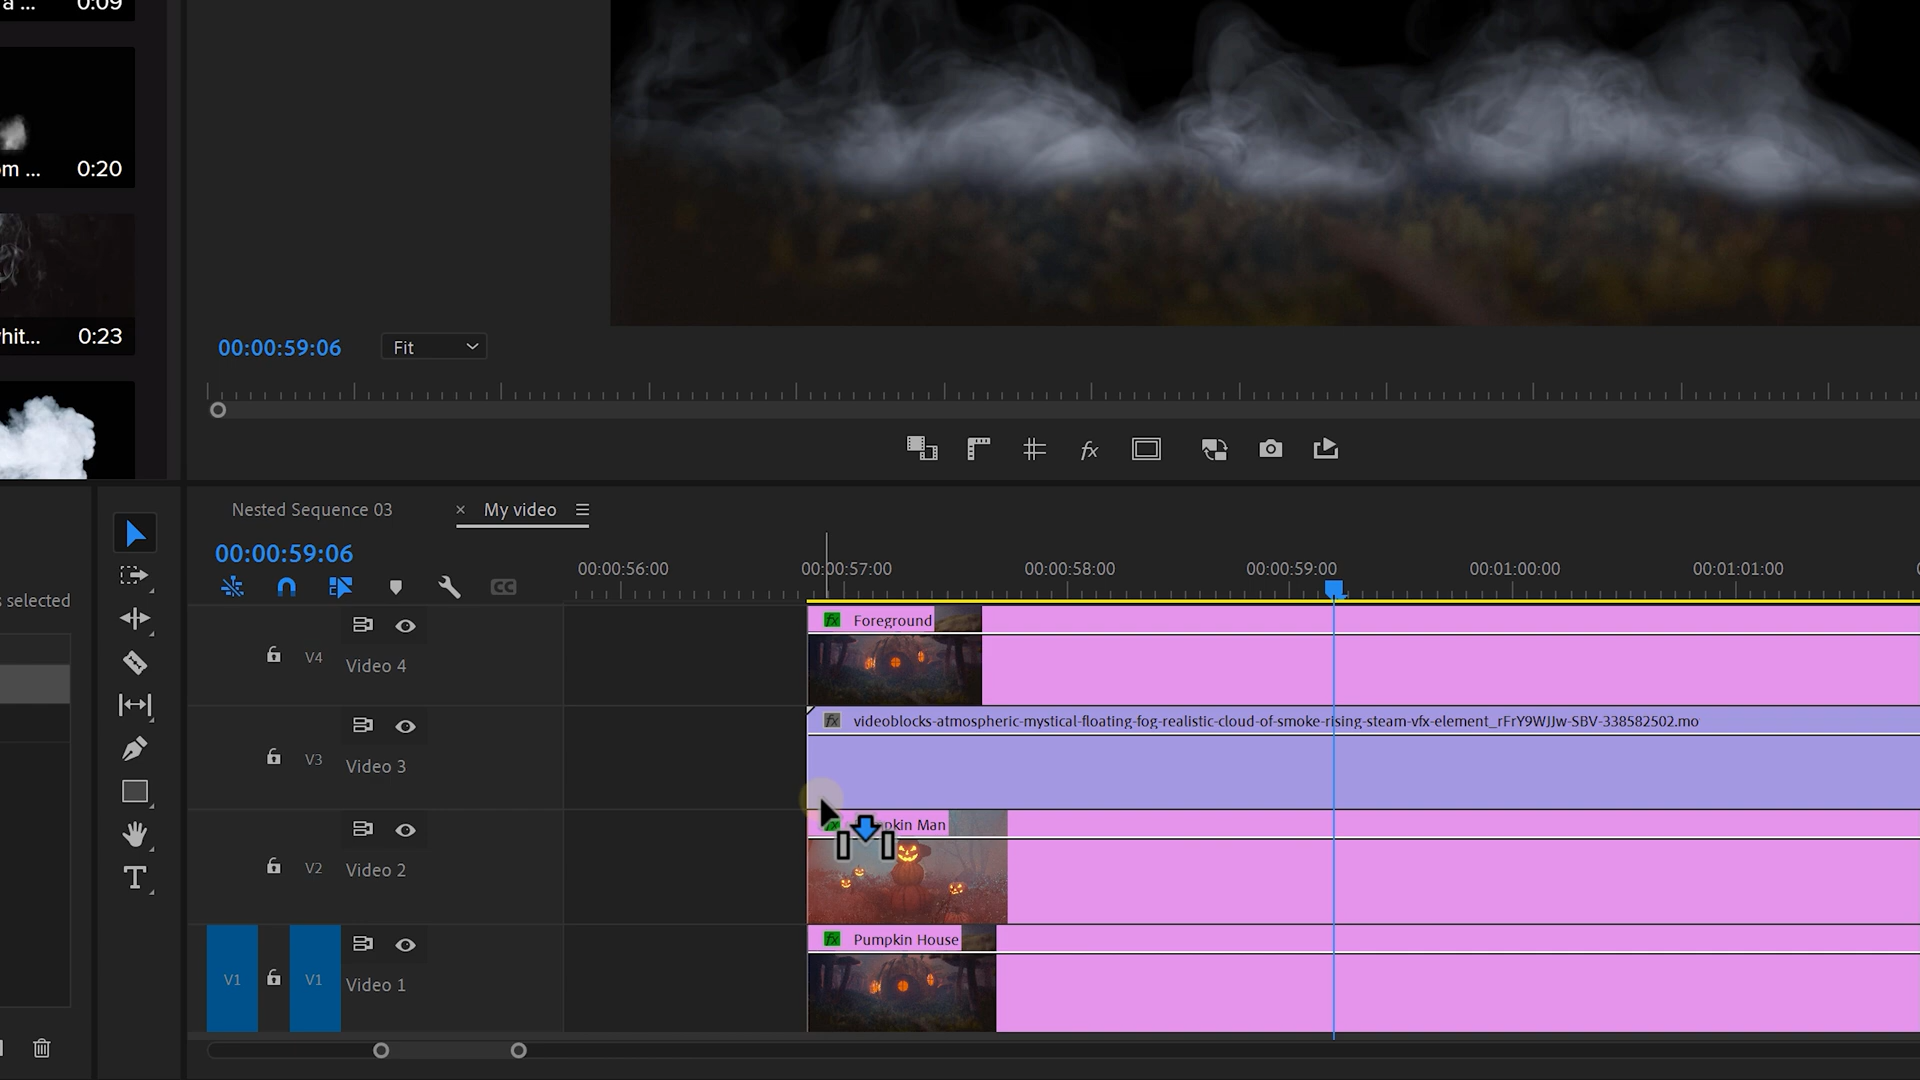 a ... 0:09
om ... 0:20
hit... 0:23
00:00:59:06 Fit
Nested Sequence 03 × My video
00:00:59:06
00:00:56:00 00:00:57:00 00:00:58:00 00:00:59:00 00:01:00:00 00:01:01:00
s selected
fx Foreground
V4 Video 4
fx videoblocks-atmospheric-mystical-floating-fog-realistic-cloud-of-smoke-rising-steam-vfx-element_rFrY9WJJw-SBV-338582502.mo
V3 Video 3
pkin Man
V2 Video 2
fx Pumpkin House
V1 V1 Video 1